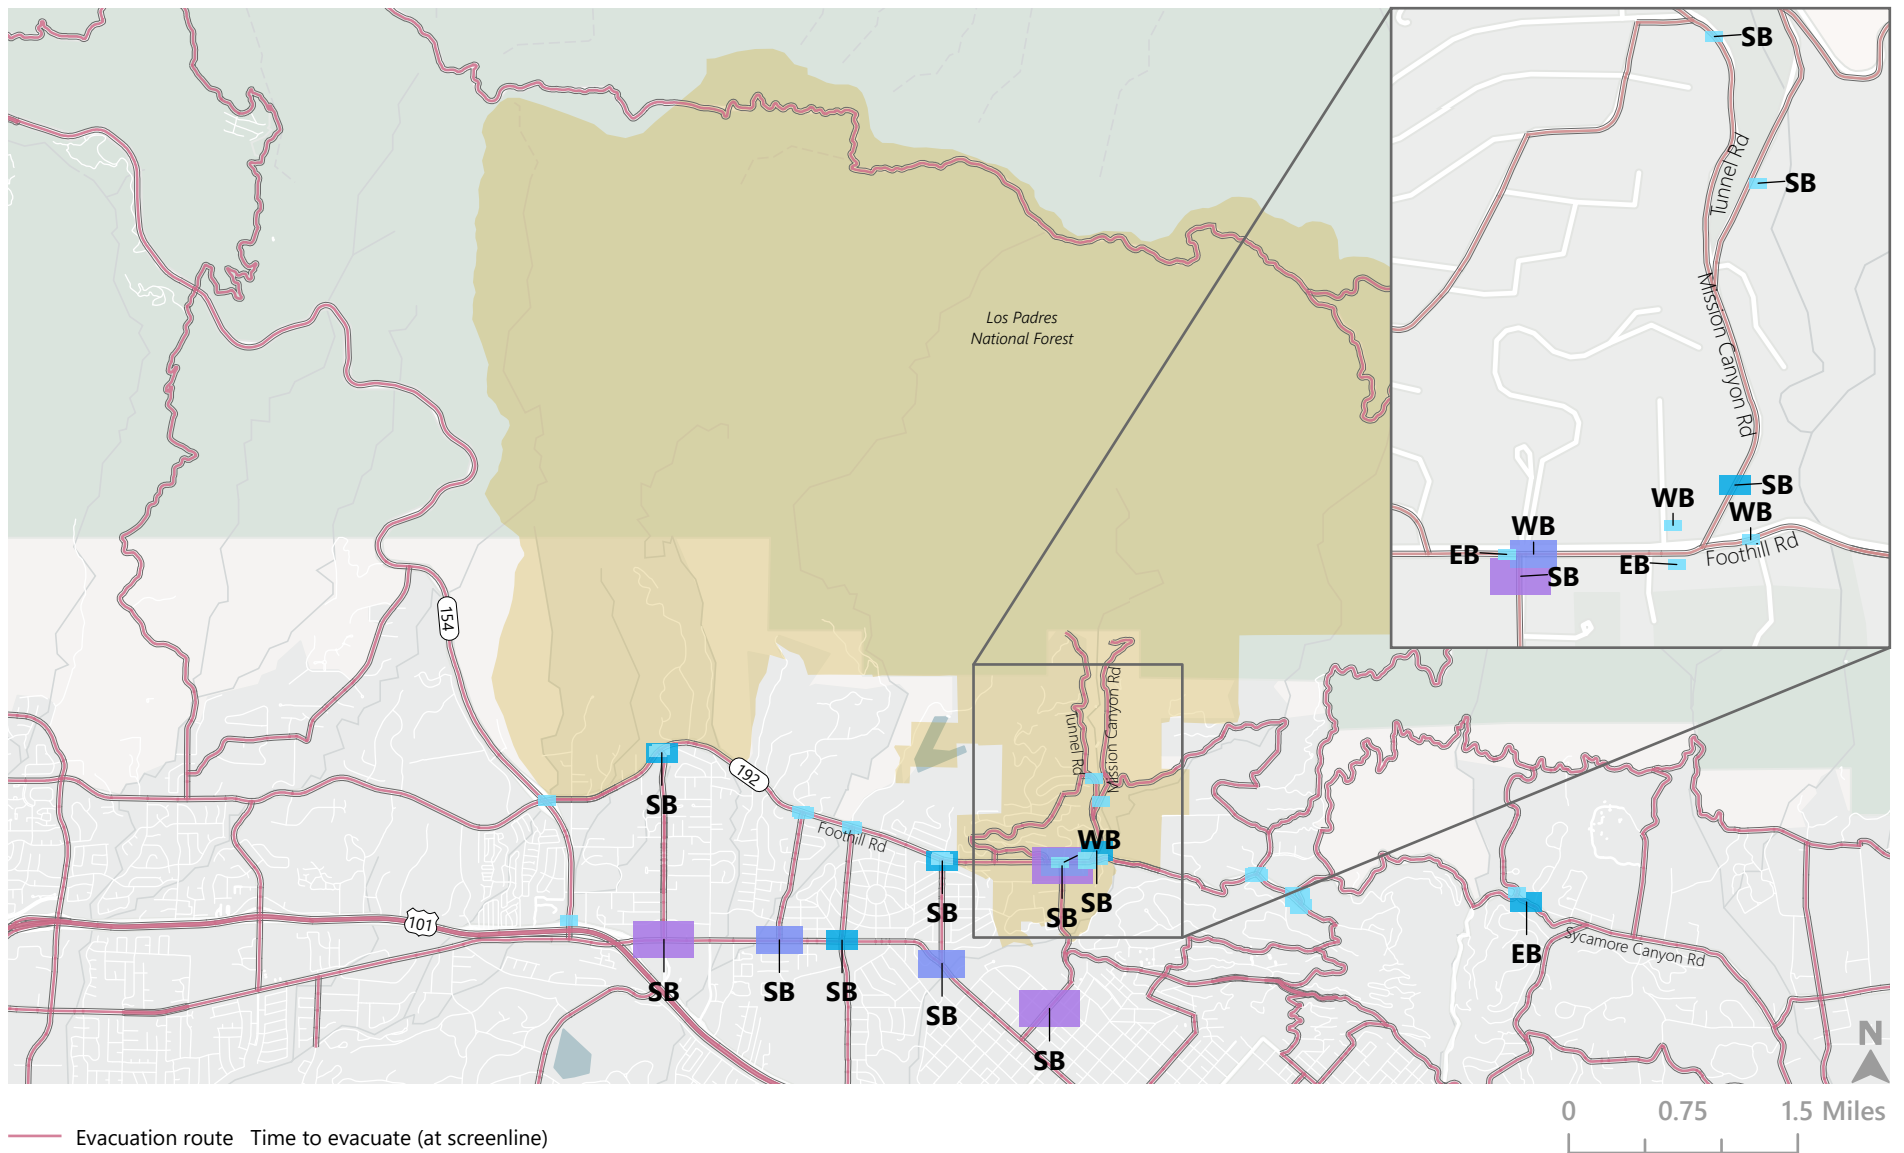 SB
Tunnel Rd
SB
Mission Canyon Rd
SB
WB
WB
WB
EB
EB
SB
Foothill Rd
Los Padres
National Forest
154
192
101
Tunnel Rd
Mission Canyon Rd
Foothill Rd
SB
WB
SB
SB
SB
EB
Sycamore Canyon Rd
SB
SB
SB
SB
SB
N
0 0.75 1.5 Miles
Evacuation route Time to evacuate (at screenline)